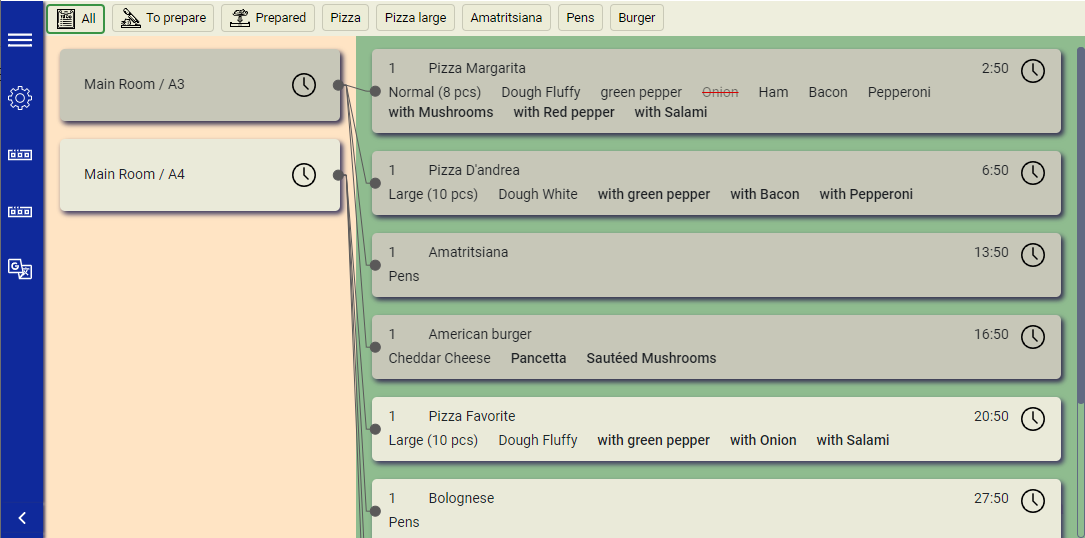 All To prepare Prepared Pizza Pizza large Amatritsiana Pens Burger
Main Room / A3
Main Room / A4
1 Pizza Margarita 2:50
Normal (8 pcs) Dough Fluffy green pepper Onion Ham Bacon Pepperoni
with Mushrooms with Red pepper with Salami
1 Pizza D'andrea 6:50
Large (10 pcs) Dough White with green pepper with Bacon with Pepperoni
1 Amatritsiana 13:50
Pens
1 American burger 16:50
Cheddar Cheese Pancetta Sautéed Mushrooms
1 Pizza Favorite 20:50
Large (10 pcs) Dough Fluffy with green pepper with Onion with Salami
1 Bolognese 27:50
Pens